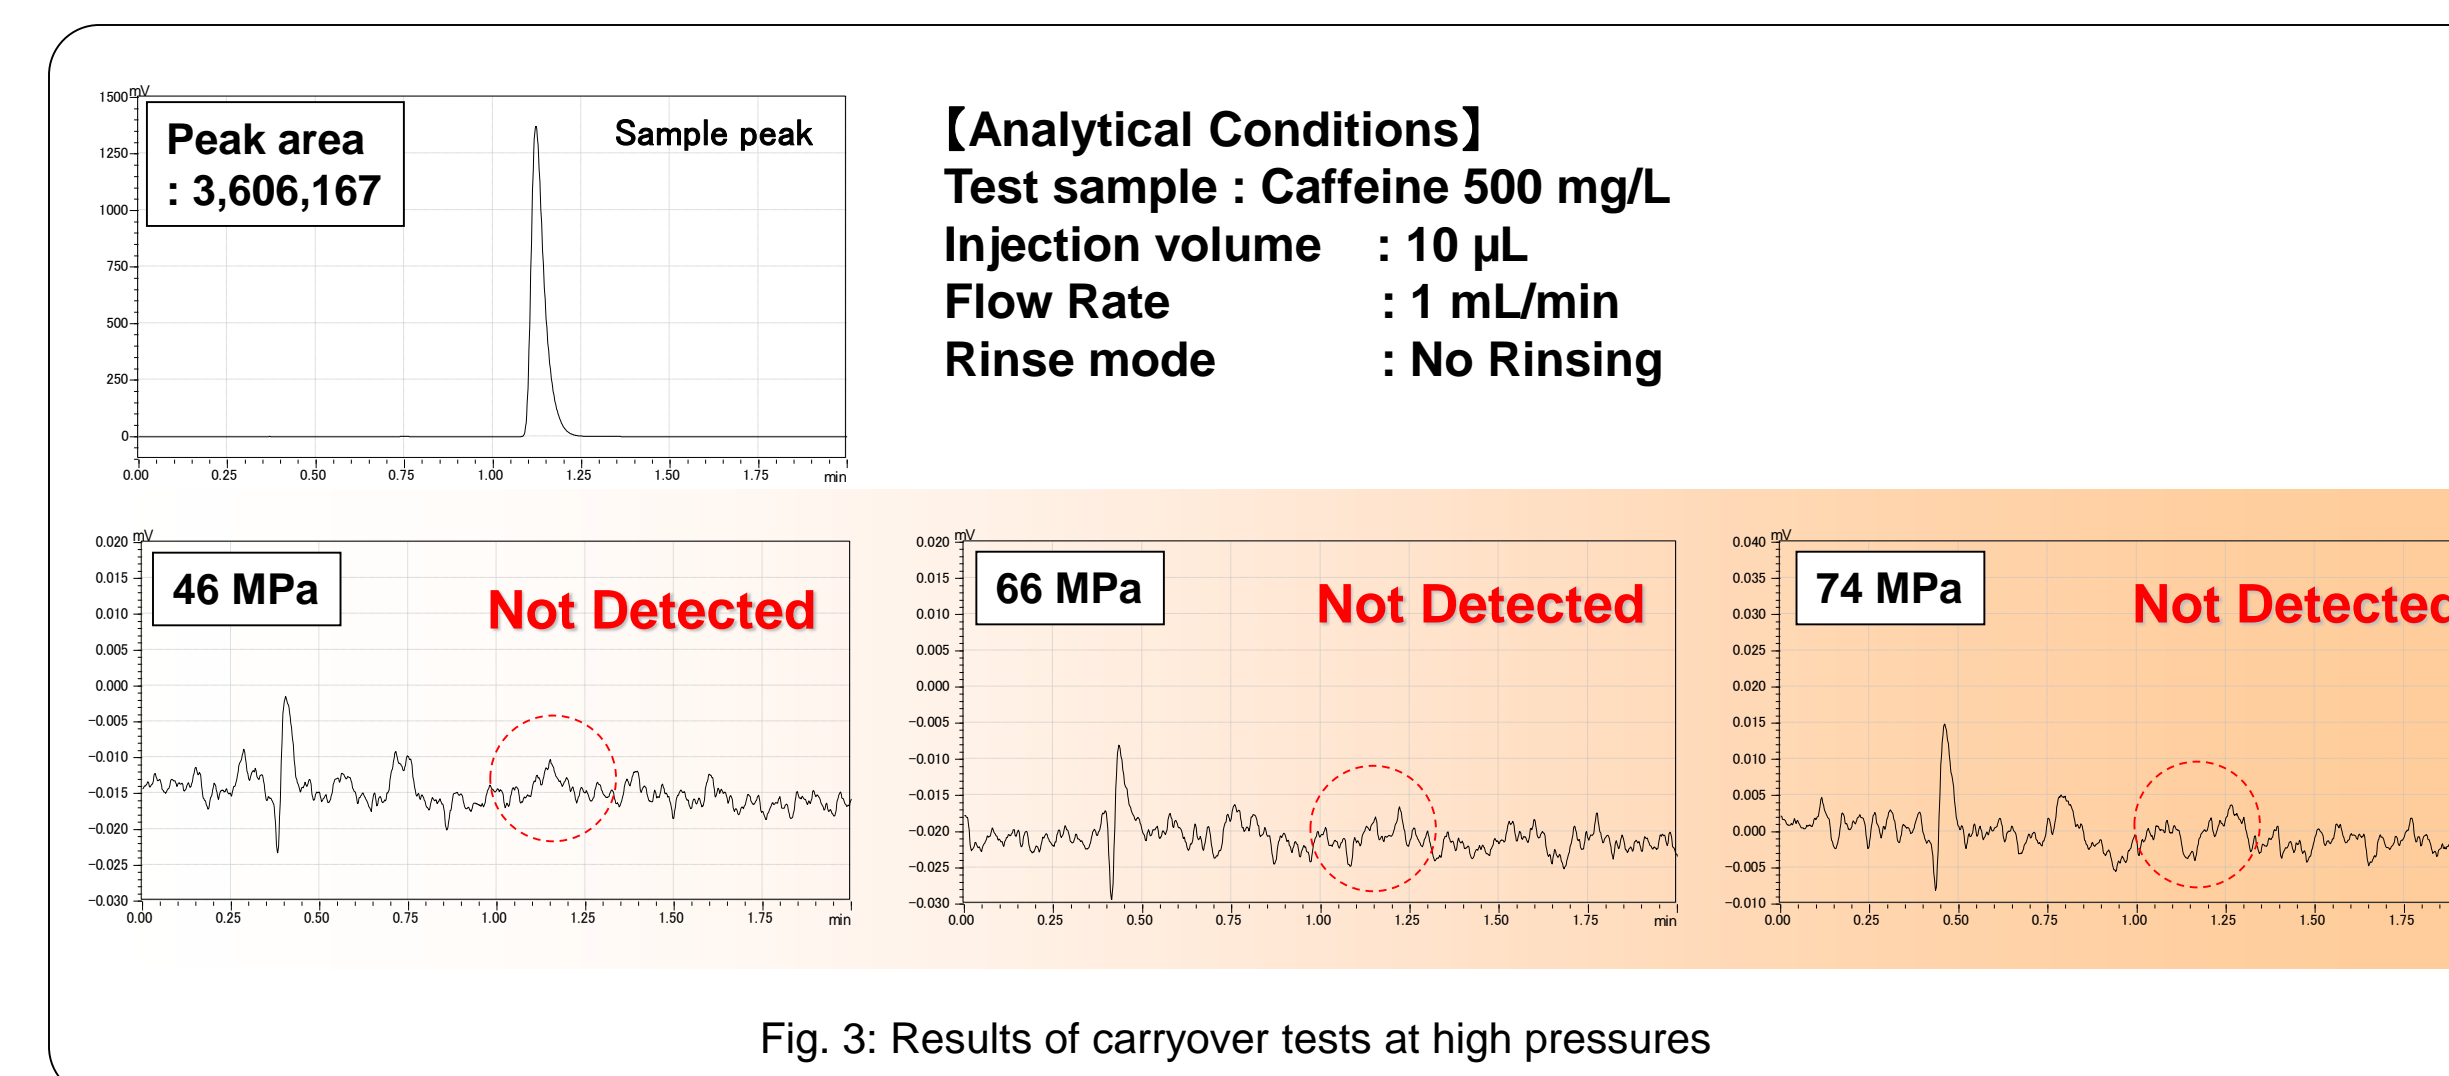 mV
1500
1250
1000
750
500
250
0
Peak area
: 3,606,167
Sample peak
0.00 0.25 0.50 0.75 1.00 1.25 1.50 1.75 min
【Analytical Conditions】
Test sample : Caffeine 500 mg/L
Injection volume : 10 µL
Flow Rate : 1 mL/min
Rinse mode : No Rinsing
mV
0.020
0.015
0.010
0.005
0.000
-0.005
-0.010
-0.015
-0.020
-0.025
-0.030
46 MPa
Not Detected
0.00 0.25 0.50 0.75 1.00 1.25 1.50 1.75 min
mV
0.020
0.015
0.010
0.005
0.000
-0.005
-0.010
-0.015
-0.020
-0.025
-0.030
66 MPa
Not Detected
0.00 0.25 0.50 0.75 1.00 1.25 1.50 1.75 min
mV
0.040
0.035
0.030
0.025
0.020
0.015
0.010
0.005
0.000
-0.005
-0.010
74 MPa
Not Detected
0.00 0.25 0.50 0.75 1.00 1.25 1.50 1.75
Fig. 3: Results of carryover tests at high pressures